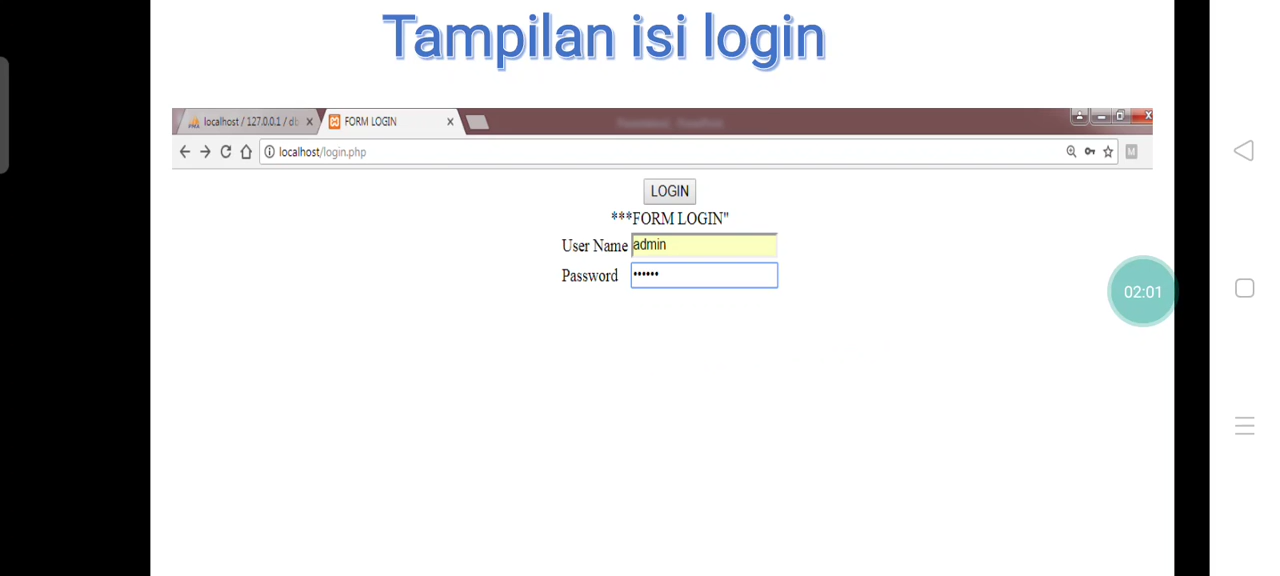 Tampilan isi login
localhost / 127.0.0.1 / db
FORM LOGIN
localhost/login.php
M
LOGIN
***FORM LOGIN"
User Name admin
Password ••••••
02:01